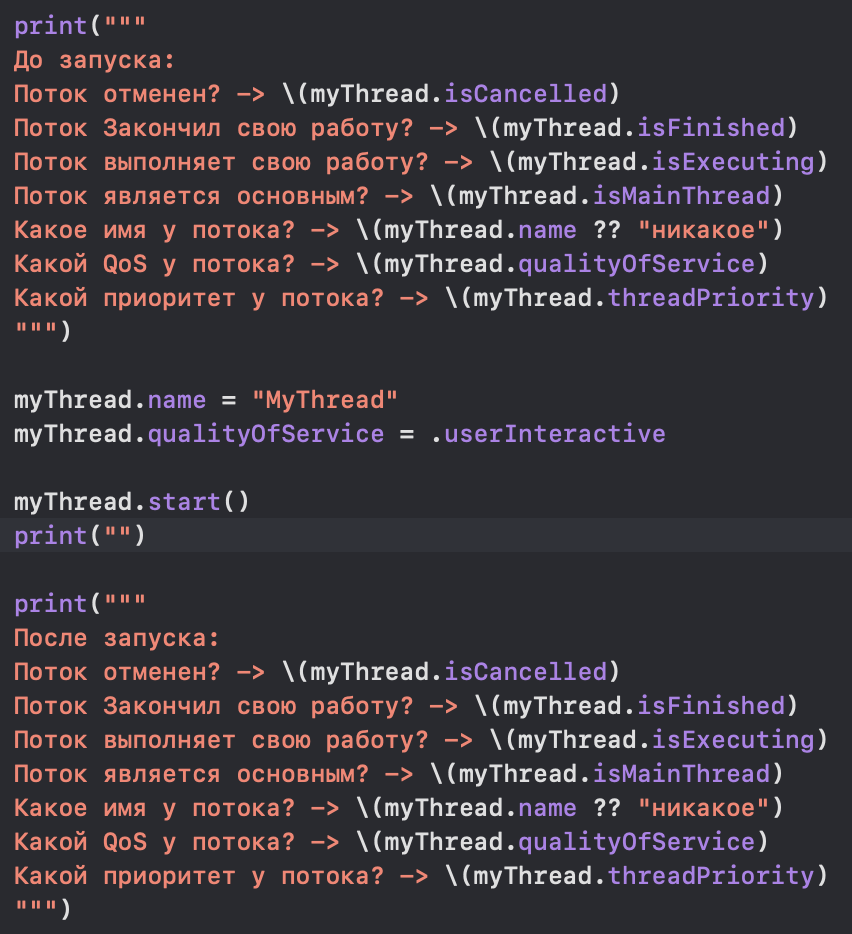 print("""
До запуска:
Поток отменен? -> \(myThread.isCancelled)
Поток Закончил свою работу? -> \(myThread.isFinished)
Поток выполняет свою работу? -> \(myThread.isExecuting)
Поток является основным? -> \(myThread.isMainThread)
Какое имя у потока? -> \(myThread.name ?? "никакое")
Какой QoS у потока? -> \(myThread.qualityOfService)
Какой приоритет у потока? -> \(myThread.threadPriority)
""")
myThread.name = "MyThread"
myThread.qualityOfService = .userInteractive
myThread.start()
print("")
print("""
После запуска:
Поток отменен? -> \(myThread.isCancelled)
Поток Закончил свою работу? -> \(myThread.isFinished)
Поток выполняет свою работу? -> \(myThread.isExecuting)
Поток является основным? -> \(myThread.isMainThread)
Какое имя у потока? -> \(myThread.name ?? "никакое")
Какой QoS у потока? -> \(myThread.qualityOfService)
Какой приоритет у потока? -> \(myThread.threadPriority)
""")